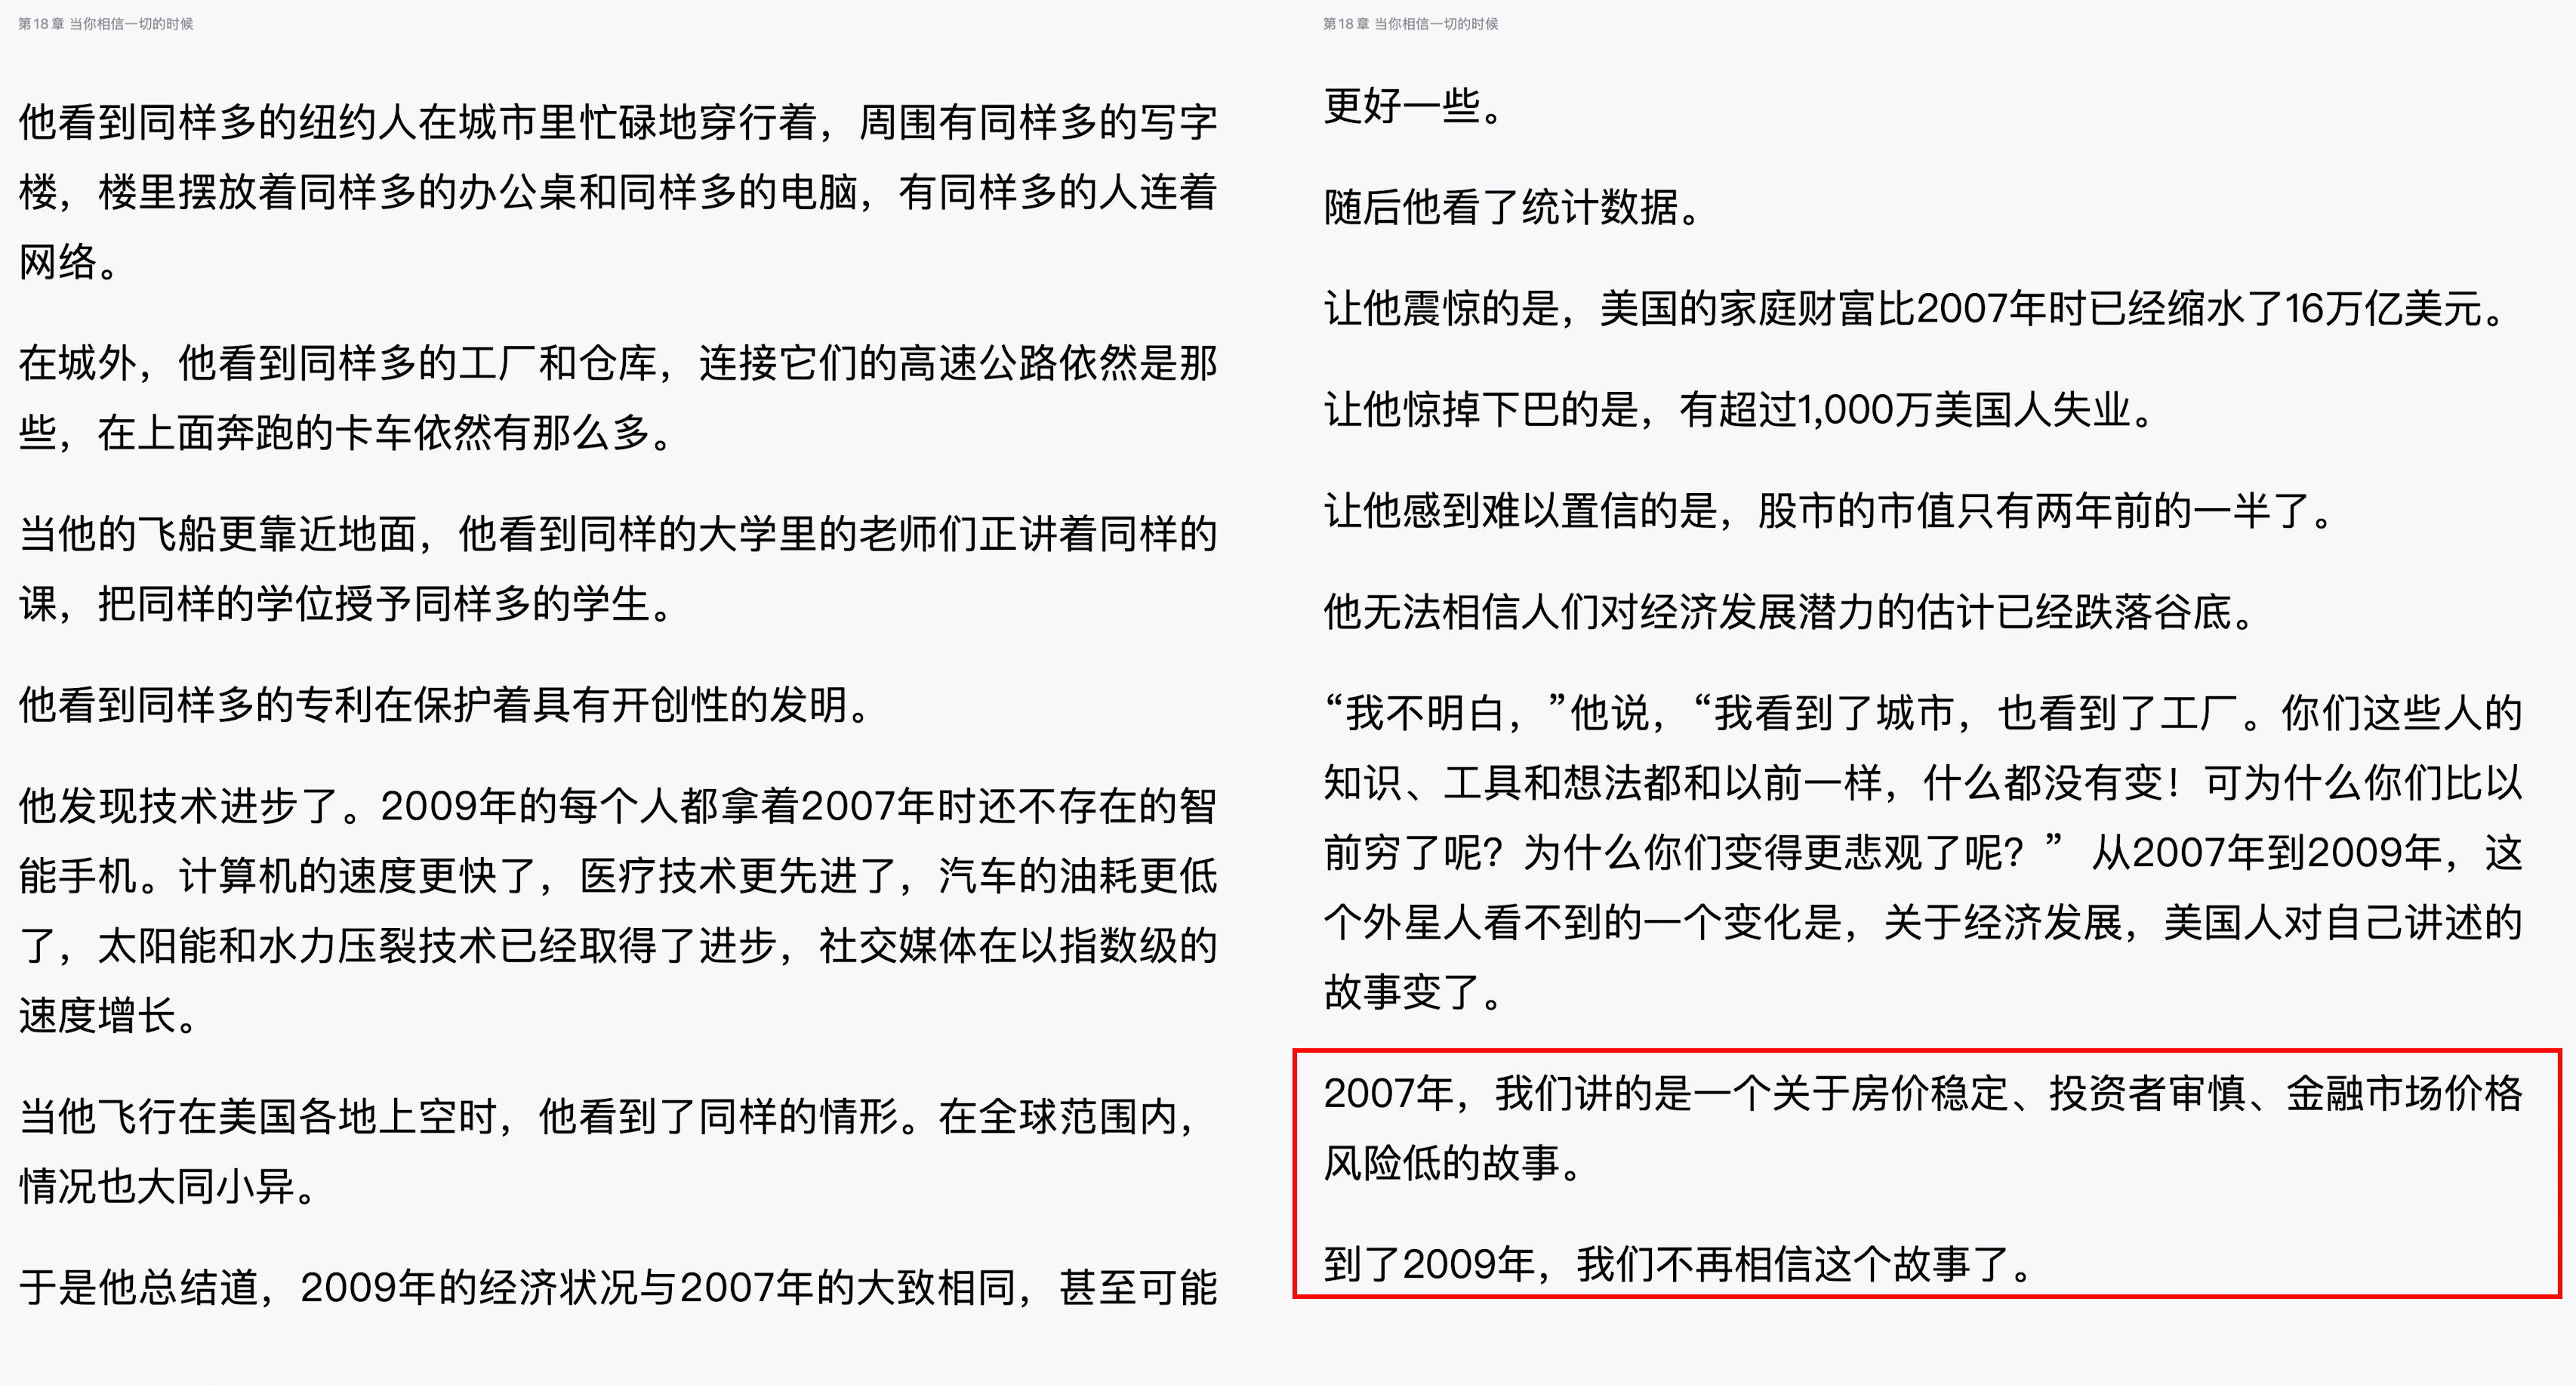 第18章 当你相信一切的时候
他看到同样多的纽约人在城市里忙碌地穿行着，周围有同样多的写字
楼，楼里摆放着同样多的办公桌和同样多的电脑，有同样多的人连着
网络。
在城外，他看到同样多的工厂和仓库，连接它们的高速公路依然是那
些，在上面奔跑的卡车依然有那么多。
当他的飞船更靠近地面，他看到同样的大学里的老师们正讲着同样的
课，把同样的学位授予同样多的学生。
他看到同样多的专利在保护着具有开创性的发明。
他发现技术进步了。2009年的每个人都拿着2007年时还不存在的智
能手机。计算机的速度更快了，医疗技术更先进了，汽车的油耗更低
了，太阳能和水力压裂技术已经取得了进步，社交媒体在以指数级的
速度增长。
当他飞行在美国各地上空时，他看到了同样的情形。在全球范围内，
情况也大同小异。
于是他总结道，2009年的经济状况与2007年的大致相同，甚至可能
第18章 当你相信一切的时候
更好一些。
随后他看了统计数据。
让他震惊的是，美国的家庭财富比2007年时已经缩水了16万亿美元。
让他惊掉下巴的是，有超过1,000万美国人失业。
让他感到难以置信的是，股市的市值只有两年前的一半了。
他无法相信人们对经济发展潜力的估计已经跌落谷底。
“我不明白，”他说，“我看到了城市，也看到了工厂。你们这些人的
知识、工具和想法都和以前一样，什么都没有变！可为什么你们比以
前穷了呢？为什么你们变得更悲观了呢？” 从2007年到2009年，这
个外星人看不到的一个变化是，关于经济发展，美国人对自己讲述的
故事变了。
2007年，我们讲的是一个关于房价稳定、投资者审慎、金融市场价格
风险低的故事。
到了2009年，我们不再相信这个故事了。